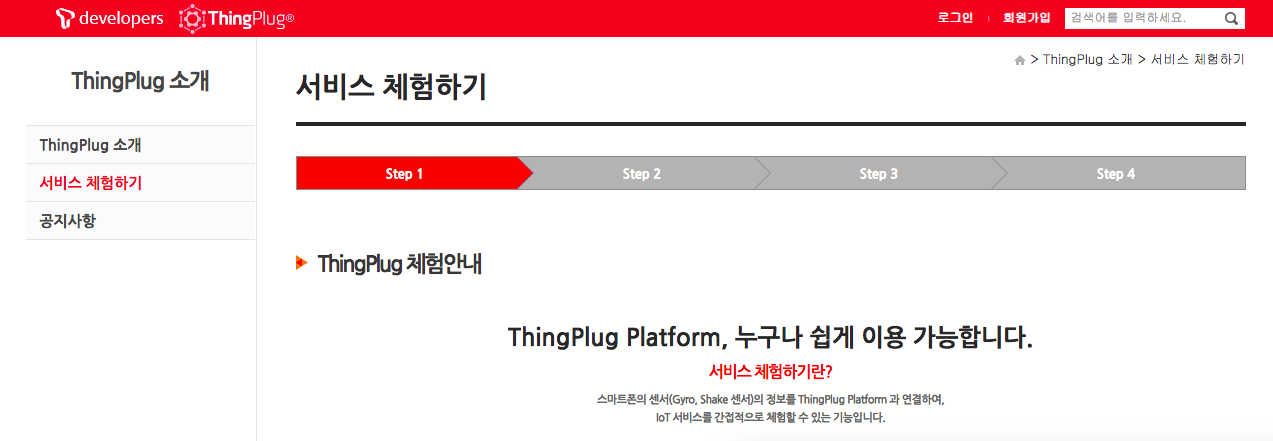 developers ThingPlug®
로그인 회원가입 검색어를 입력하세요.
> ThingPlug 소개 > 서비스 체험하기
ThingPlug 소개
ThingPlug 소개
서비스 체험하기
공지사항
서비스 체험하기
Step 1 Step 2 Step 3 Step 4
ThingPlug 체험안내
ThingPlug Platform, 누구나 쉽게 이용 가능합니다.
서비스 체험하기란?
스마트폰의 센서(Gyro, Shake 센서)의 정보를 ThingPlug Platform 과 연결하여,
IoT 서비스를 간접적으로 체험할 수 있는 기능입니다.